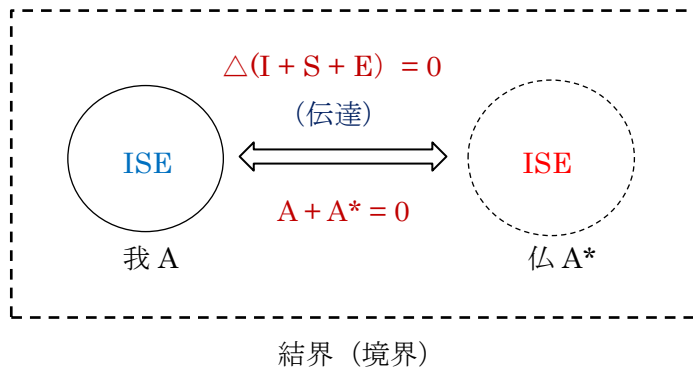 △(I + S + E) = 0
(伝達)
ISE
ISE
A + A* = 0
我 A
仏 A*
結界（境界）